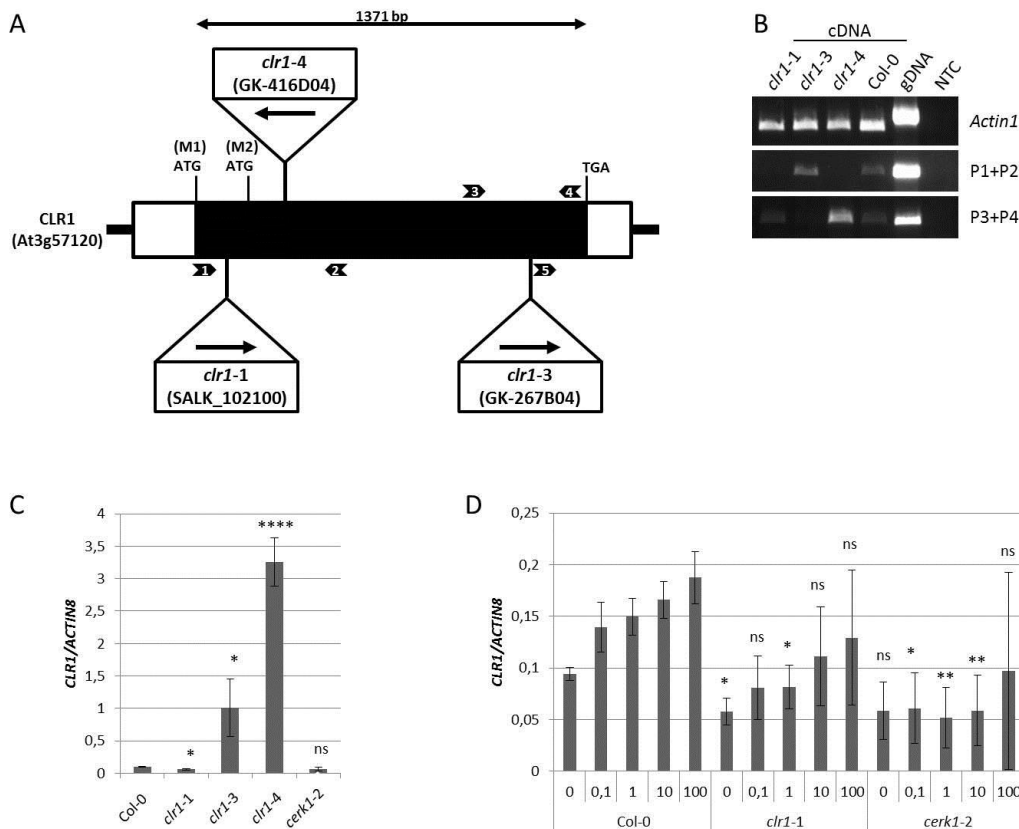 A
1371 bp
clr1-4
(GK-416D04)
(M1)
ATG
(M2)
ATG
TGA
3
4
CLR1
(At3g57120)
1
2
5
clr1-1
(SALK_102100)
clr1-3
(GK-267B04)
B
cDNA
clr1-1
clr1-3
clr1-4
Col-0
gDNA
NTC
Actin1
P1+P2
P3+P4
C
CLR1/ACTIN8
4
3,5
3
2,5
2
1,5
1
0,5
0
*
*
****
ns
Col-0
clr1-1
clr1-3
clr1-4
cerk1-2
D
CLR1/ACTIN8
0,25
0,2
0,15
0,1
0,05
0
* ns * ns ns ns * ** ** ns
0 0,1 1 10 100 0 0,1 1 10 100 0 0,1 1 10 100
Col-0 clr1-1 cerk1-2